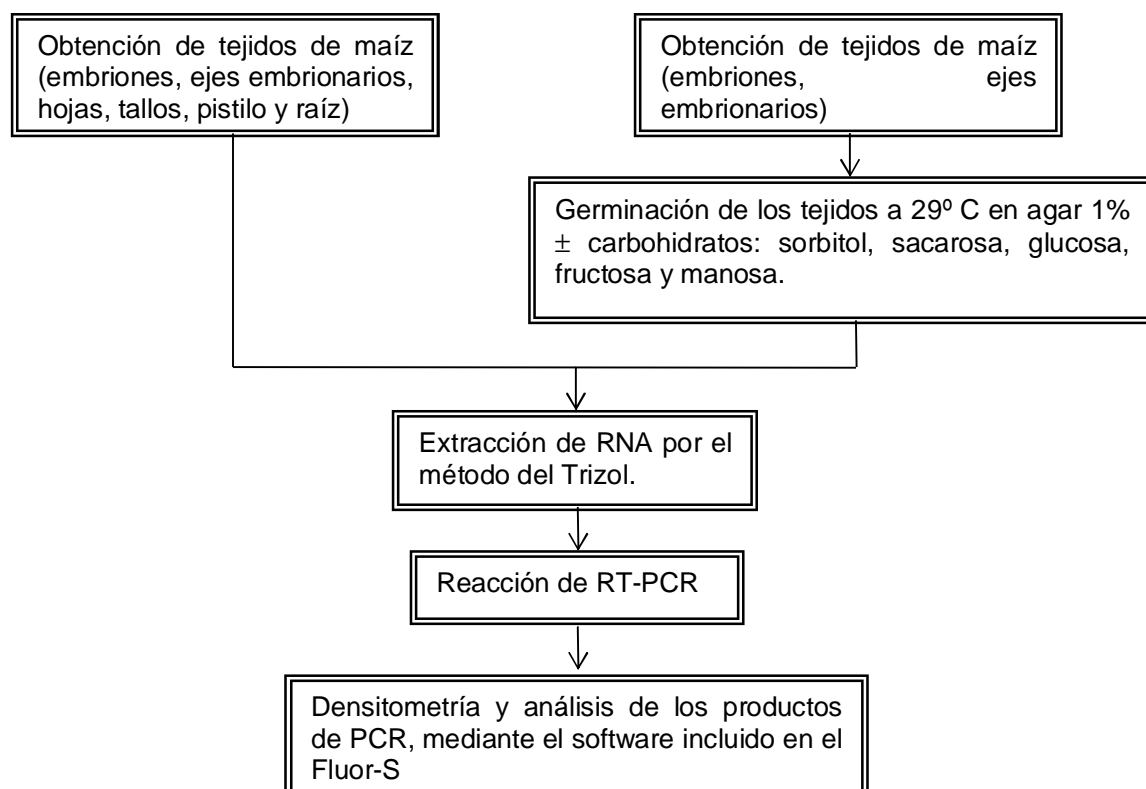 Obtención de tejidos de maíz
(embriones, ejes embrionarios,
hojas, tallos, pistilo y raíz)
Obtención de tejidos de maíz
(embriones, ejes
embrionarios)
Germinación de los tejidos a 29º C en agar 1%
± carbohidratos: sorbitol, sacarosa, glucosa,
fructosa y manosa.
Extracción de RNA por el
método del Trizol.
Reacción de RT-PCR
Densitometría y análisis de los productos
de PCR, mediante el software incluido en el
Fluor-S